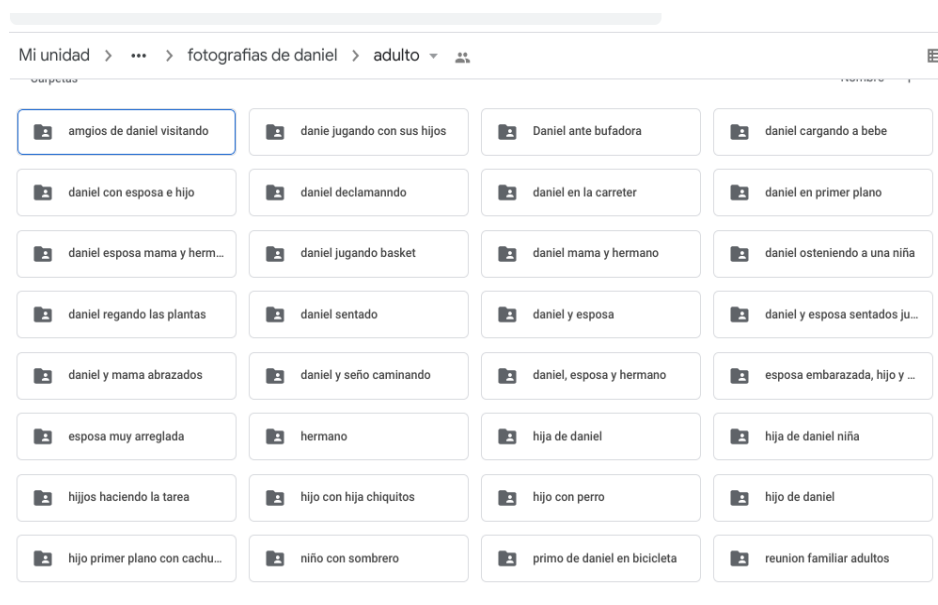 Mi unidad > ... > fotografias de daniel > adulto
Carpetas Nombre
amgios de daniel visitando
danie jugando con sus hijos
Daniel ante bufadora
daniel cargando a bebe
daniel con esposa e hijo
daniel declamanndo
daniel en la carreter
daniel en primer plano
daniel esposa mama y herm...
daniel jugando basket
daniel mama y hermano
daniel osteniendo a una niña
daniel regando las plantas
daniel sentado
daniel y esposa
daniel y esposa sentados ju...
daniel y mama abrazados
daniel y seño caminando
daniel, esposa y hermano
esposa embarazada, hijo y ...
esposa muy arreglada
hermano
hija de daniel
hija de daniel niña
hijjos haciendo la tarea
hijo con hija chiquitos
hijo con perro
hijo de daniel
hijo primer plano con cachu...
niño con sombrero
primo de daniel en bicicleta
reunion familiar adultos